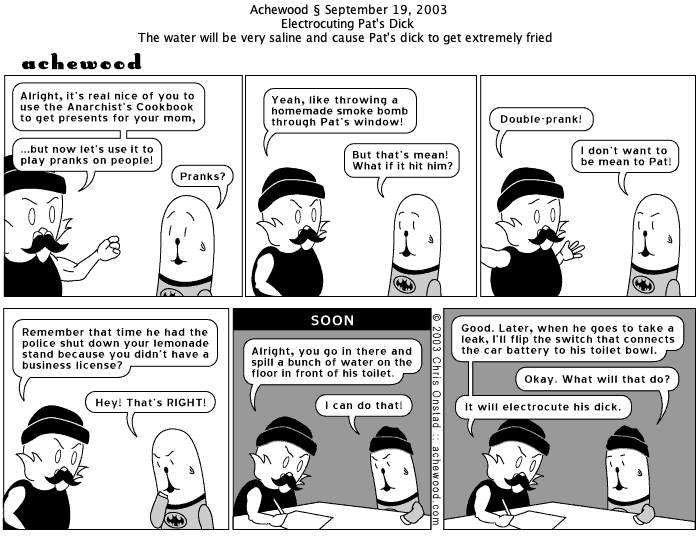 Achewood § September 19, 2003
Electrocuting Pat's Dick
The water will be very saline and cause Pat's dick to get extremely fried
achewood
Alright, it's real nice of you to
use the Anarchist's Cookbook
to get presents for your mom,
...but now let's use it to
play pranks on people!
Pranks?
Yeah, like throwing a
homemade smoke bomb
through Pat's window!
But that's mean!
What if it hit him?
Double-prank!
I don't want to
be mean to Pat!
Remember that time he had the
police shut down your lemonade
stand because you didn't have a
business license?
Hey! That's RIGHT!
SOON
Alright, you go in there and
spill a bunch of water on the
floor in front of his toilet.
I can do that!
© 2003 Chris Onstad :: achewood.com
Good. Later, when he goes to take a
leak, I'll flip the switch that connects
the car battery to his toilet bowl.
Okay. What will that do?
It will electrocute his dick.